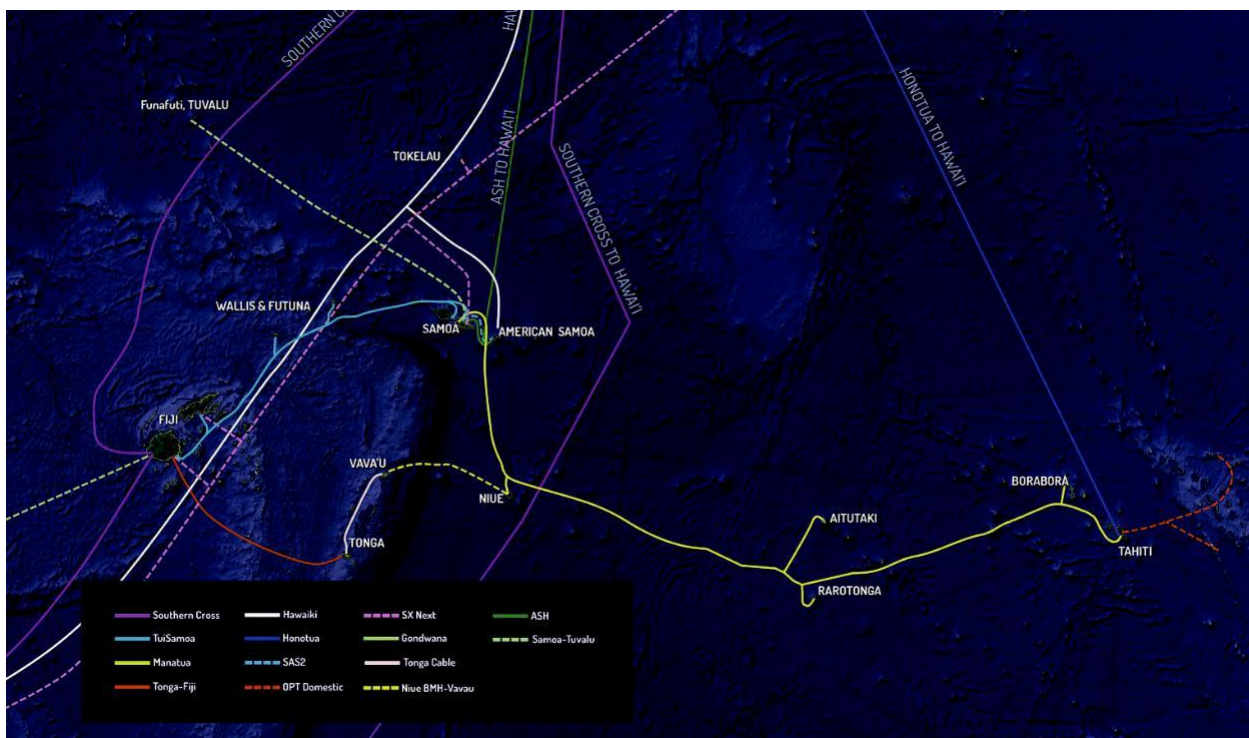 SOUTHERN CR
HAW
Funafuti, TUVALU
TOKELAU
ASH TO HAWAI'I
SOUTHERN CROSS TO HAWAI'I
HONOTUA TO HAWAI'I
WALLIS & FUTUNA
SAMOA
AMERICAN SAMOA
FIJI
VAVA'U
NIUE
BORABORA
AITUTAKI
TONGA
TAHITI
RAROTONGA
Southern Cross
Hawaiki
SX Next
ASH
TuiSamoa
Honotua
Gondwana
Samoa-Tuvalu
Manatua
SAS2
Tonga Cable
Tonga-Fiji
OPT Domestic
Niue BMH-Vavau